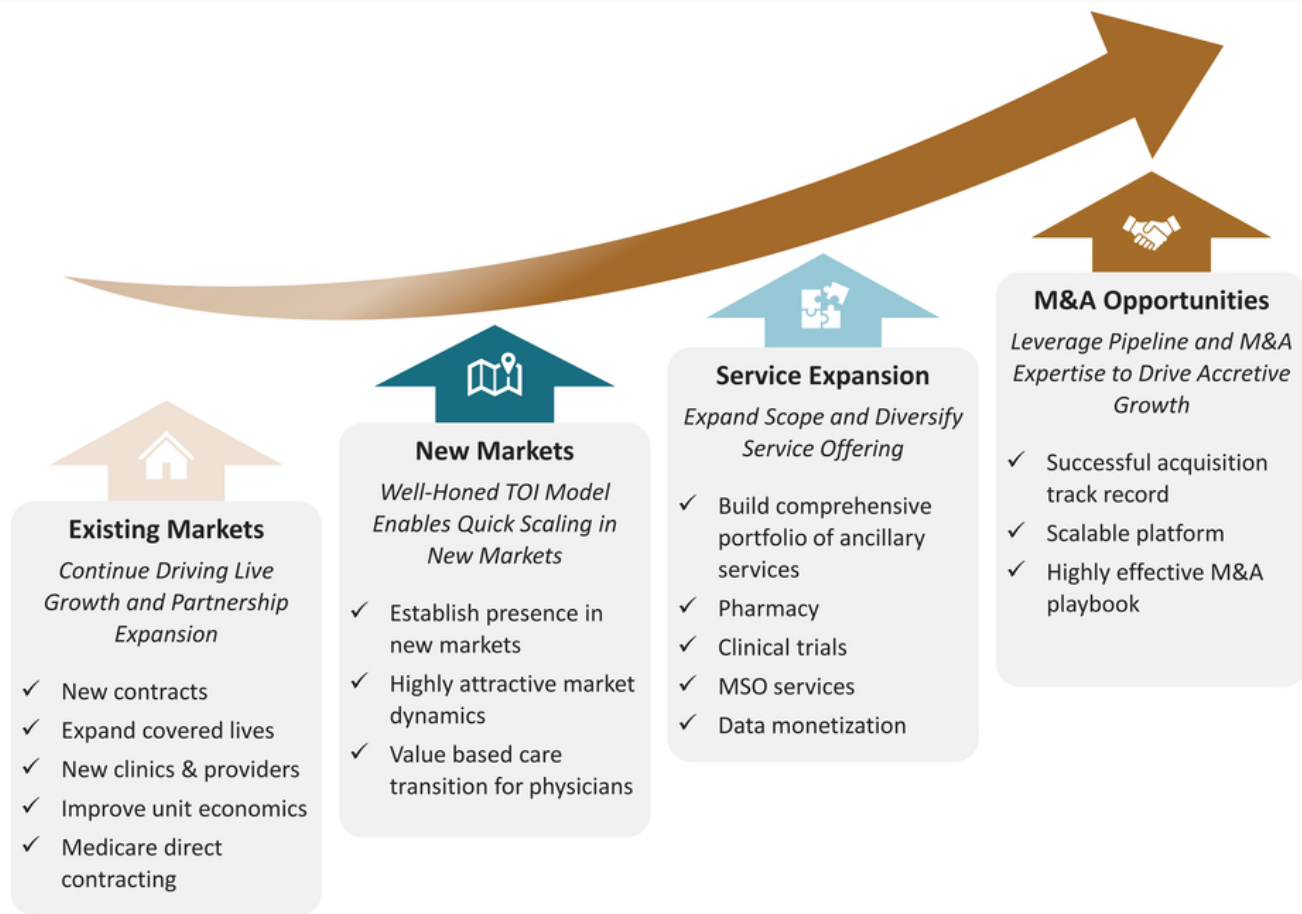 Existing Markets
Continue Driving Live
Growth and Partnership
Expansion
✓ New contracts
✓ Expand covered lives
✓ New clinics & providers
✓ Improve unit economics
✓ Medicare direct
contracting
New Markets
Well-Honed TOI Model
Enables Quick Scaling in
New Markets
✓ Establish presence in
new markets
✓ Highly attractive market
dynamics
✓ Value based care
transition for physicians
Service Expansion
Expand Scope and Diversify
Service Offering
✓ Build comprehensive
portfolio of ancillary
services
✓ Pharmacy
✓ Clinical trials
✓ MSO services
✓ Data monetization
M&A Opportunities
Leverage Pipeline and M&A
Expertise to Drive Accretive
Growth
✓ Successful acquisition
track record
✓ Scalable platform
✓ Highly effective M&A
playbook